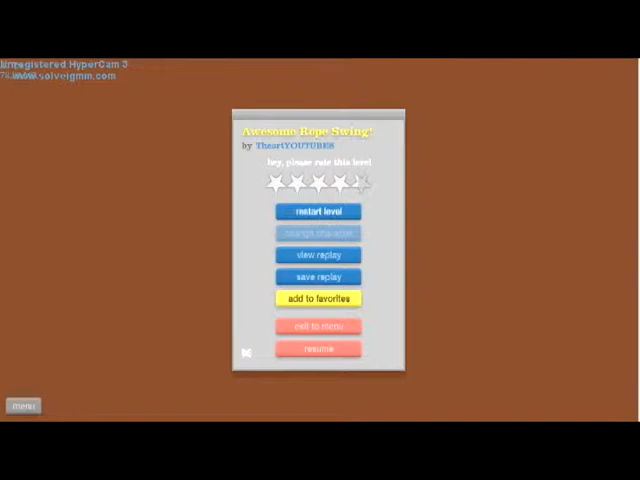 Unregistered HyperCam 3
www.solveigmm.com
Awesome Rope Swing!
by TheartYOUTUBES
hey, please rate this level
restart level
change character
view replay
save replay
add to favorites
exit to menu
resume
menu